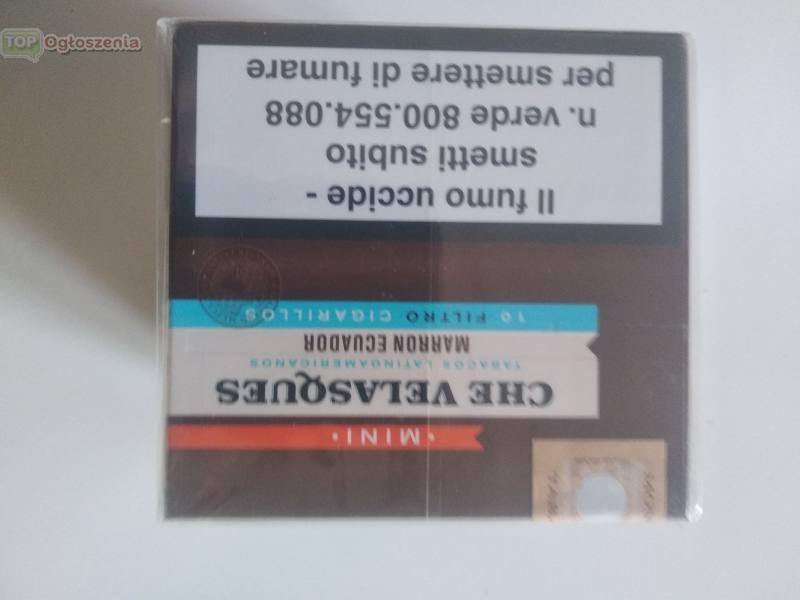 TOP Ogłoszenia
• MINI •
CHE VELASQUES
TABACOS LATINOAMERICANOS
MARRON ECUADOR
10 FILTRO CIGARILLOS
Il fumo uccide -
smetti subito
n. verde 800.554.088
per smettere di fumare